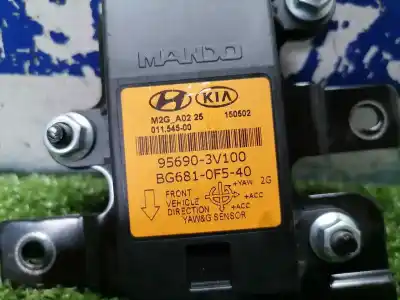 MANDO
HYUNDAI KIA
M2G_A02 25 150502
011.545-00
95690-3V100
BG681-0F5-40
FRONT +YAW 2G
VEHICLE +ACC
DIRECTION +ACC
YAW&G SENSOR